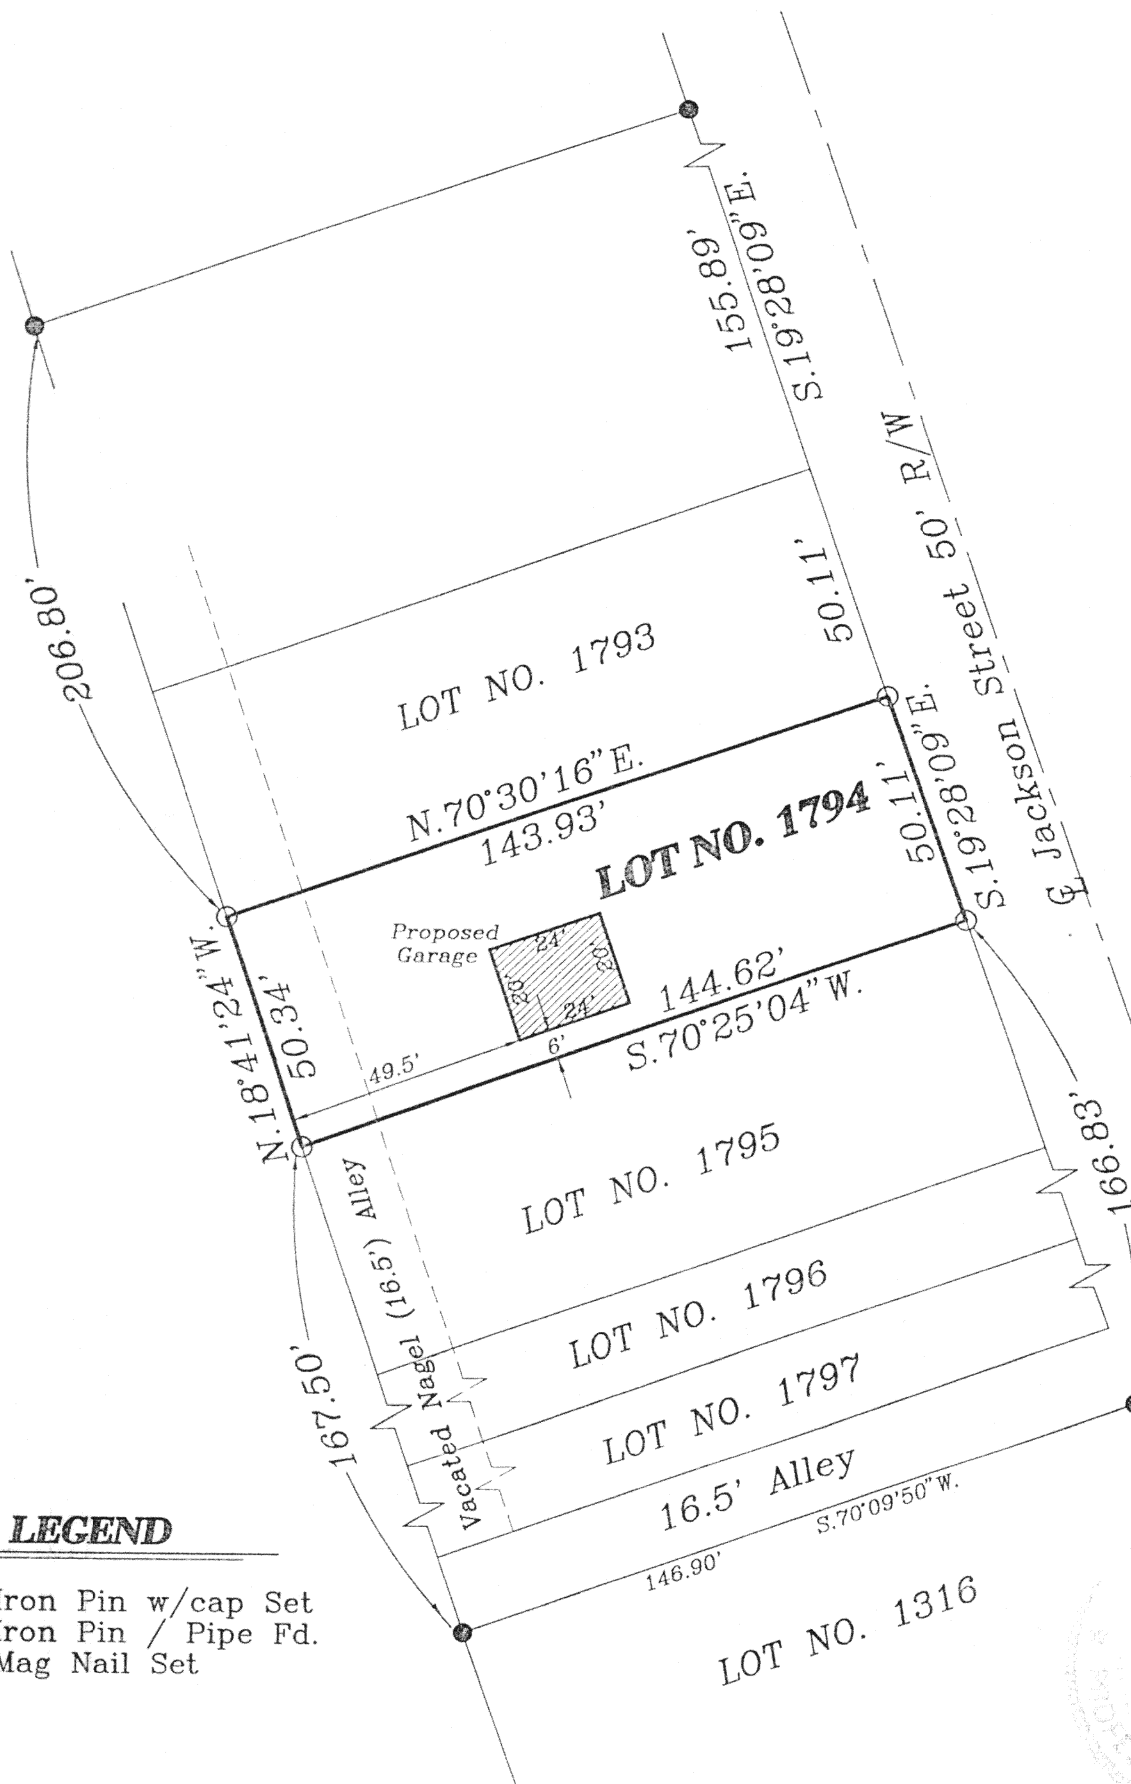 155.89'
S.19°28'09"E.
206.80'
50.11'
Jackson Street 50' R/W
LOT NO. 1793
N.70°30'16"E.
143.93'
LOT NO. 1794
50.11'
S.19°28'09"E.
Proposed
Garage
24'
20'
20'
24'
6'
49.5'
N.18°41'24"W.
50.34'
144.62'
S.70°25'04"W.
166.83'
LOT NO. 1795
Vacated Nagel (16.5') Alley
LOT NO. 1796
167.50'
LOT NO. 1797
16.5' Alley
S.70°09'50"W.
146.90'
LOT NO. 1316
LEGEND
Iron Pin w/cap Set
Iron Pin / Pipe Fd.
Mag Nail Set